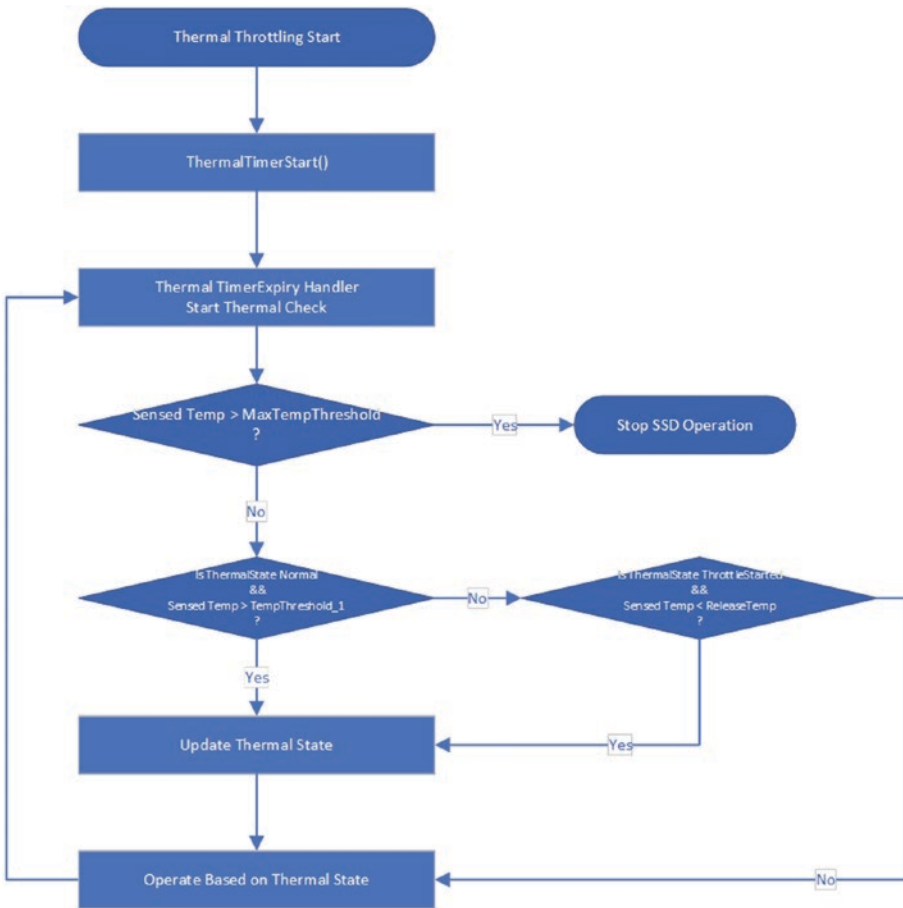 Thermal Throttling Start
ThermalTimerStart()
Thermal TimerExpiry Handler
Start Thermal Check
Sensed Temp > MaxTempThreshold
?
Yes
Stop SSD Operation
No
Is ThermalState Normal
&&
Sensed Temp > TempThreshold_1
?
No
Is ThermalState ThrottleStarted
&&
Sensed Temp < ReleaseTemp
?
Yes
Update Thermal State
Yes
Operate Based on Thermal State
No